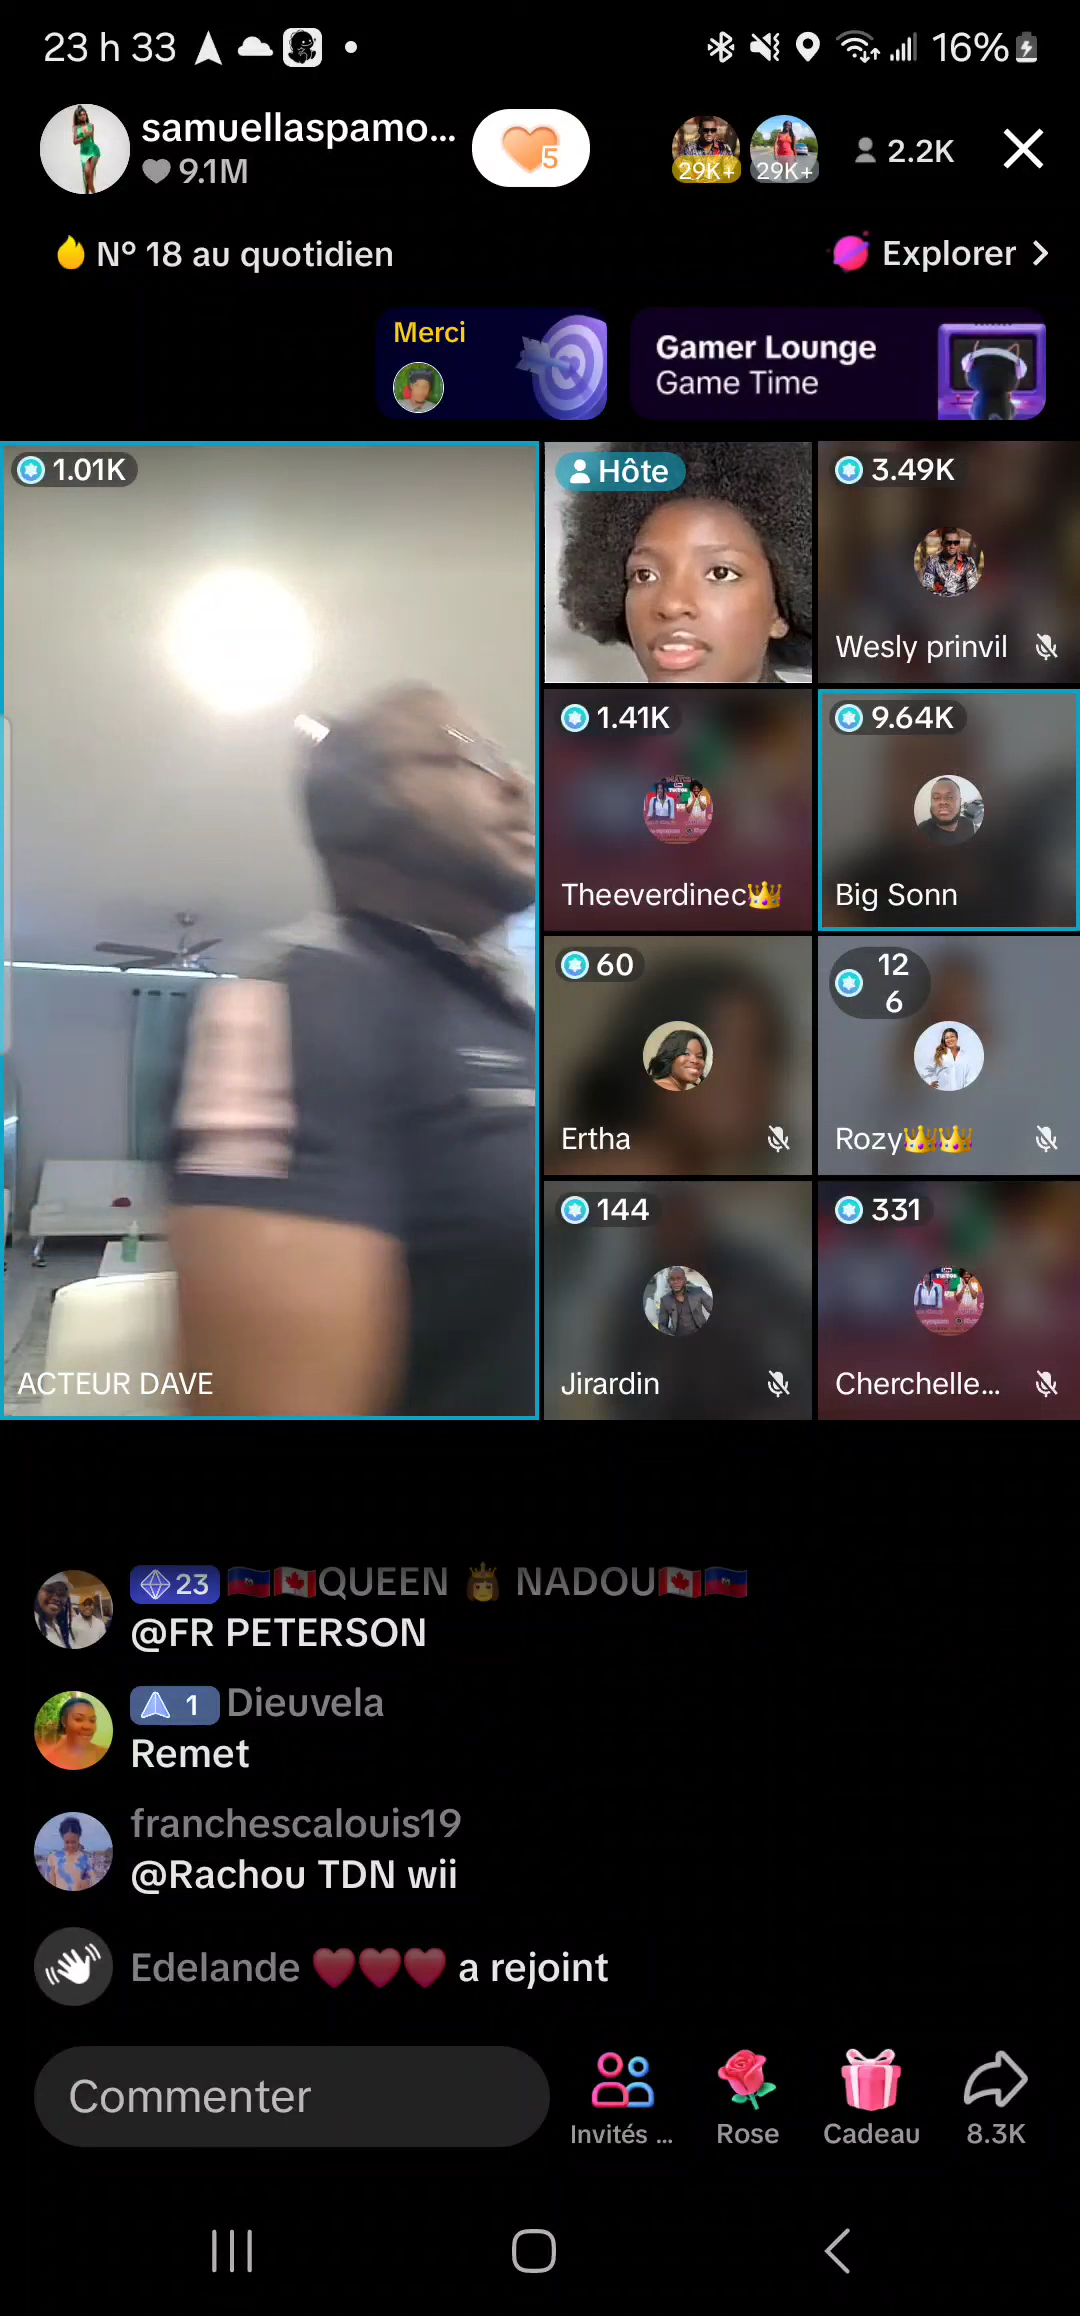 23 h 33
16%
samuellaspamo...
9.1M
5
29K+
29K+
2.2K
N° 18 au quotidien
Explorer
Merci
Gamer Lounge
Game Time
1.01K
Hôte
3.49K
Wesly prinvil
1.41K
9.64K
Theeverdinec
Big Sonn
60
12
6
Ertha
Rozy
144
331
ACTEUR DAVE
Jirardin
Cherchelle...
23 QUEEN NADOU
@FR PETERSON
1 Dieuvela
Remet
franchescalouis19
@Rachou TDN wii
Edelande a rejoint
Commenter
Invités ...
Rose
Cadeau
8.3K